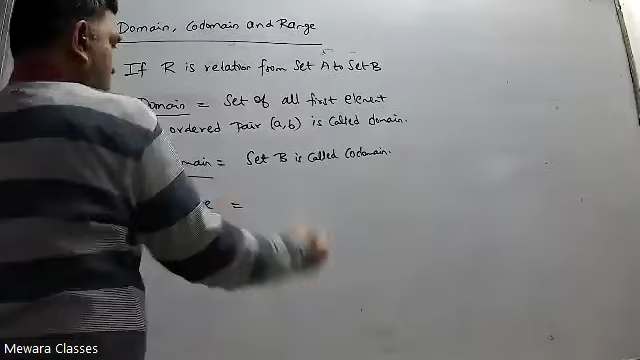 Domain, Codomain and Range
If R is relation from Set A to Set B
Domain = Set of all first element
ordered Pair (a,b) is called domain.
main = Set B is called Codomain.
e =
Mewara Classes